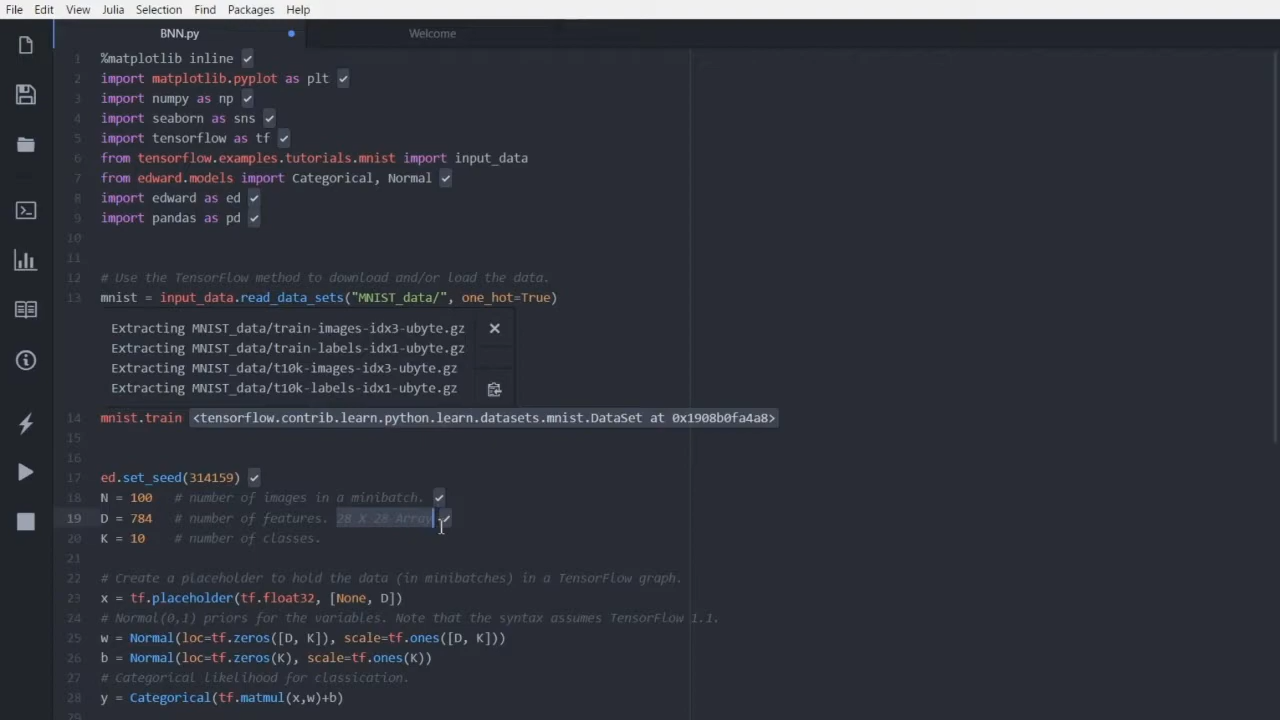 File Edit View Julia Selection Find Packages Help
BNN.py Welcome
1 %matplotlib inline
2 import matplotlib.pyplot as plt
3 import numpy as np
4 import seaborn as sns
5 import tensorflow as tf
6 from tensorflow.examples.tutorials.mnist import input_data
7 from edward.models import Categorical, Normal
8 import edward as ed
9 import pandas as pd
10
11
12 # Use the TensorFlow method to download and/or load the data.
13 mnist = input_data.read_data_sets("MNIST_data/", one_hot=True)
Extracting MNIST_data/train-images-idx3-ubyte.gz
Extracting MNIST_data/train-labels-idx1-ubyte.gz
Extracting MNIST_data/t10k-images-idx3-ubyte.gz
Extracting MNIST_data/t10k-labels-idx1-ubyte.gz
14 mnist.train <tensorflow.contrib.learn.python.learn.datasets.mnist.DataSet at 0x1908b0fa4a8>
15
16
17 ed.set_seed(314159)
18 N = 100 # number of images in a minibatch.
19 D = 784 # number of features. 28 X 28 Array
20 K = 10 # number of classes.
21
22 # Create a placeholder to hold the data (in minibatches) in a TensorFlow graph.
23 x = tf.placeholder(tf.float32, [None, D])
24 # Normal(0,1) priors for the variables. Note that the syntax assumes TensorFlow 1.1.
25 w = Normal(loc=tf.zeros([D, K]), scale=tf.ones([D, K]))
26 b = Normal(loc=tf.zeros(K), scale=tf.ones(K))
27 # Categorical likelihood for classication.
28 y = Categorical(tf.matmul(x,w)+b)
29